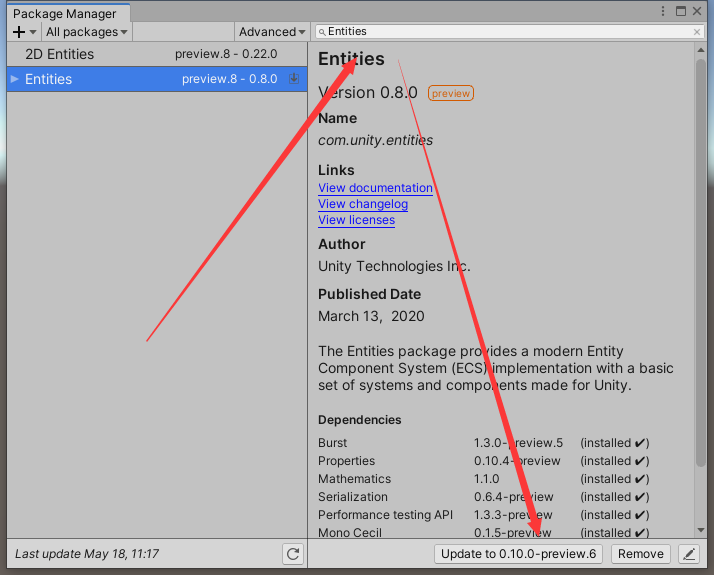 Package Manager
All packages
Advanced
Entities
2D Entities preview.8 - 0.22.0
Entities preview.8 - 0.8.0
Entities
Version 0.8.0 preview
Name
com.unity.entities
Links
View documentation
View changelog
View licenses
Author
Unity Technologies Inc.
Published Date
March 13, 2020
The Entities package provides a modern Entity
Component System (ECS) implementation with a basic
set of systems and components made for Unity.
Dependencies
Burst 1.3.0-preview.5 (installed ✔)
Properties 0.10.4-preview (installed ✔)
Mathematics 1.1.0 (installed ✔)
Serialization 0.6.4-preview (installed ✔)
Performance testing API 1.3.3-preview (installed ✔)
Mono Cecil 0.1.5-preview (installed ✔)
Last update May 18, 11:17
Update to 0.10.0-preview.6
Remove